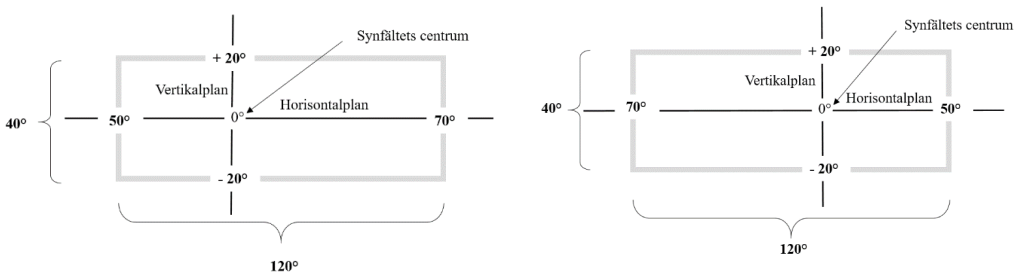 Synfältets centrum
+ 20°
Vertikalplan
Horisontalplan
40°
50°
0°
70°
- 20°
120°
Synfältets centrum
+ 20°
Vertikalplan
Horisontalplan
40°
70°
0°
50°
- 20°
120°